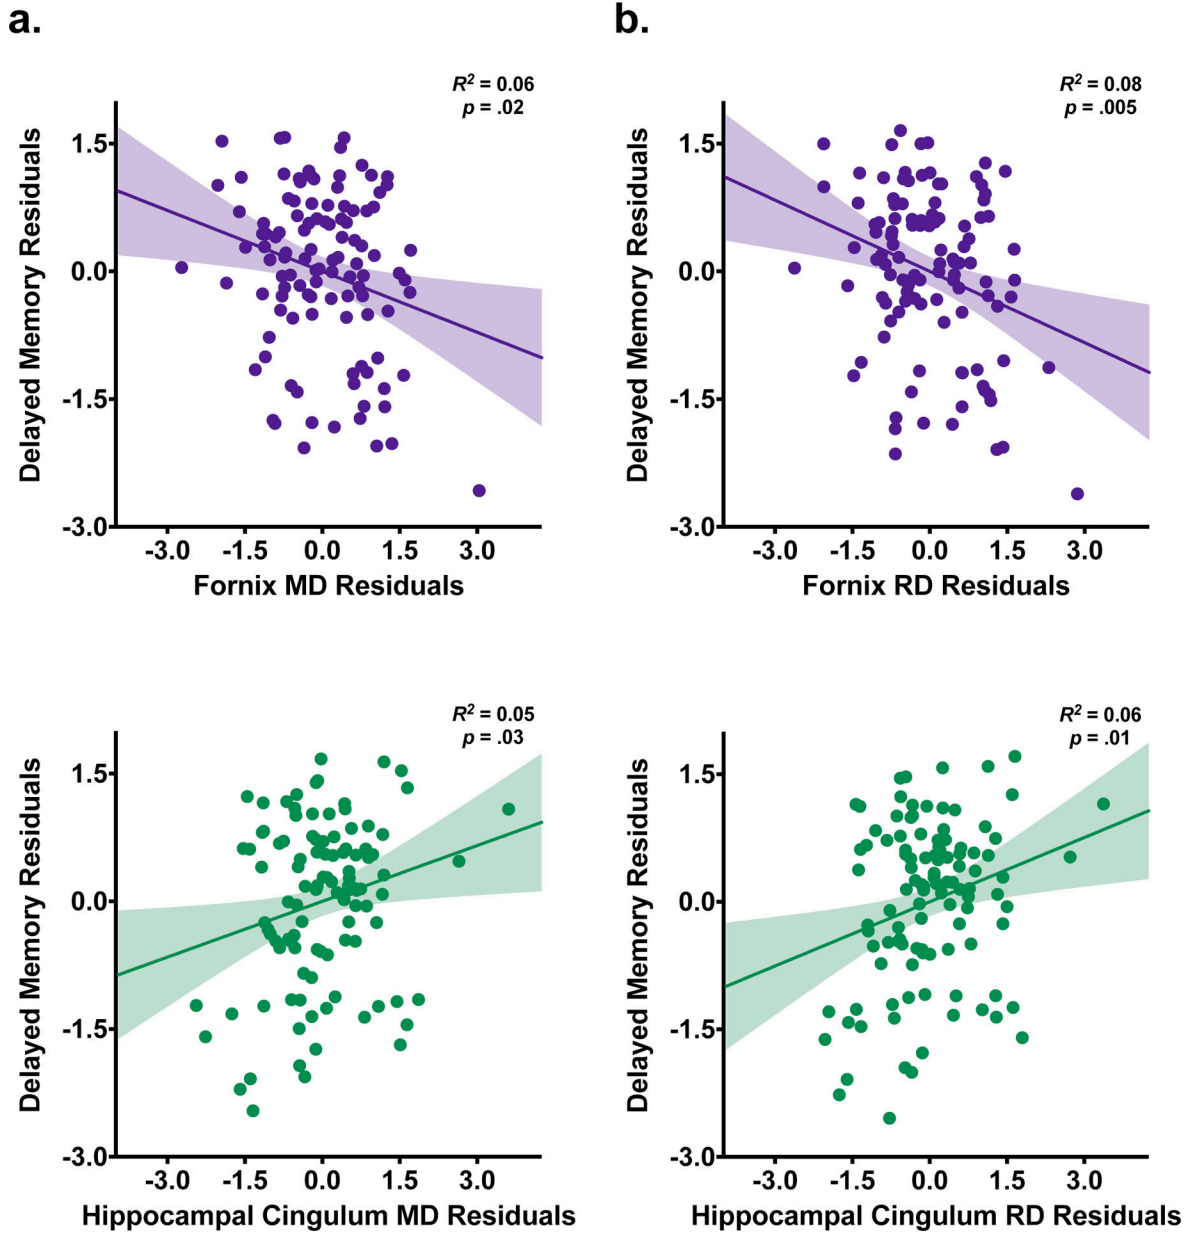 a.
R² = 0.06
p = .02
Delayed Memory Residuals
1.5
0.0
-1.5
-3.0
-3.0 -1.5 0.0 1.5 3.0
Fornix MD Residuals
b.
R² = 0.08
p = .005
Delayed Memory Residuals
1.5
0.0
-1.5
-3.0
-3.0 -1.5 0.0 1.5 3.0
Fornix RD Residuals
R² = 0.05
p = .03
Delayed Memory Residuals
1.5
0.0
-1.5
-3.0
-3.0 -1.5 0.0 1.5 3.0
Hippocampal Cingulum MD Residuals
R² = 0.06
p = .01
Delayed Memory Residuals
1.5
0.0
-1.5
-3.0
-3.0 -1.5 0.0 1.5 3.0
Hippocampal Cingulum RD Residuals